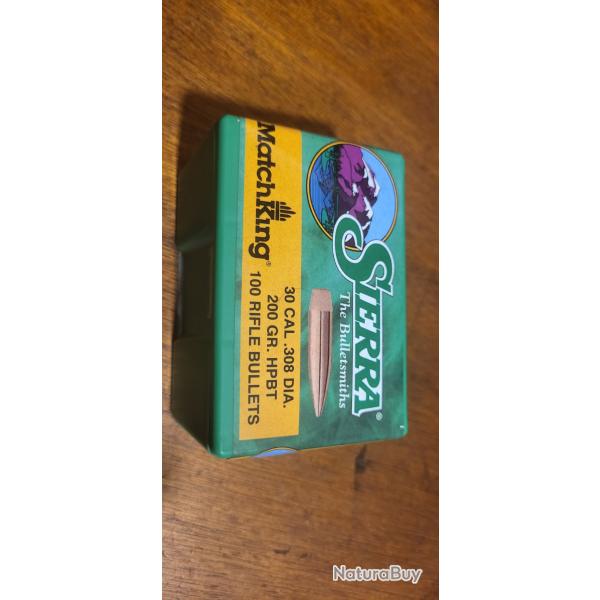 SIERRA®
The Bulletsmiths
MatchKing®
30 CAL .308 DIA.
200 GR. HPBT
100 RIFLE BULLETS
NaturaBuy